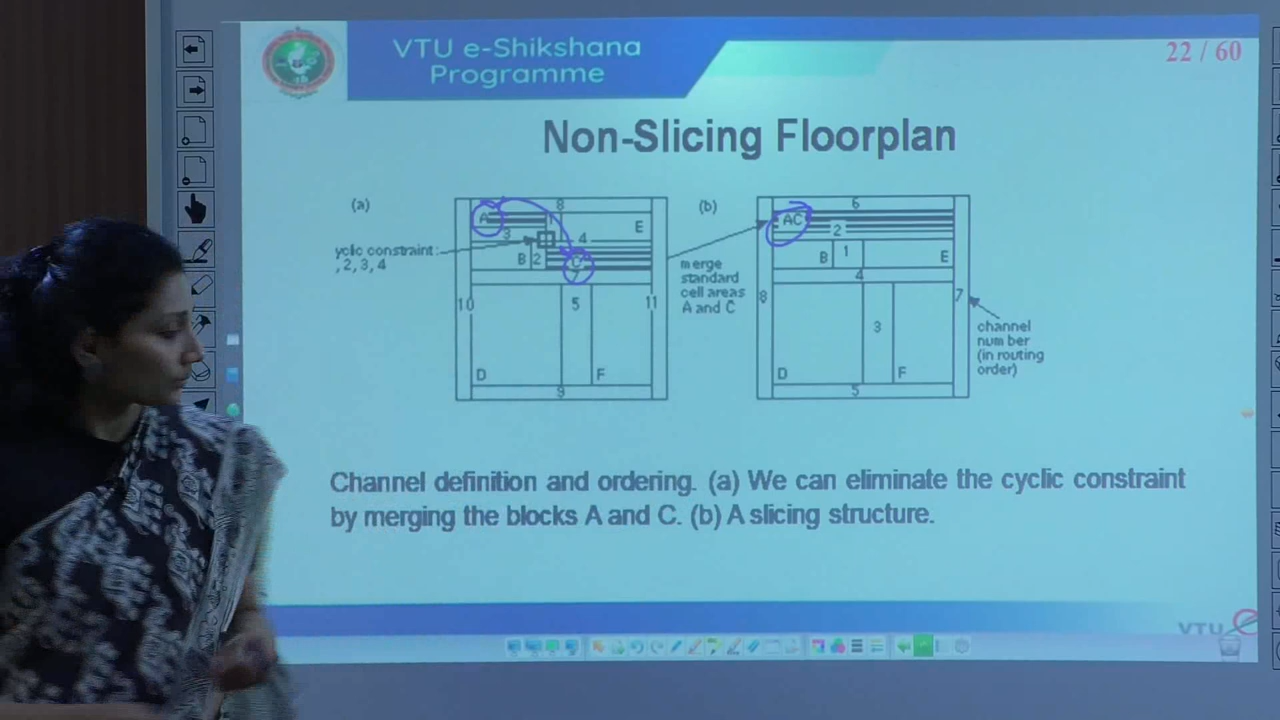 VTU e-Shikshana
Programme
22 / 60
Non-Slicing Floorplan
(a)
8
A
1
E
3
4
yclic constraint:
, 2, 3, 4
B
2
7
10
5
11
D
F
9
(b)
6
AC
2
B
1
E
merge
standard
cell areas
A and C
4
8
7
3
channel
number
(in routing
order)
D
F
5
Channel definition and ordering. (a) We can eliminate the cyclic constraint
by merging the blocks A and C. (b) A slicing structure.
VTU